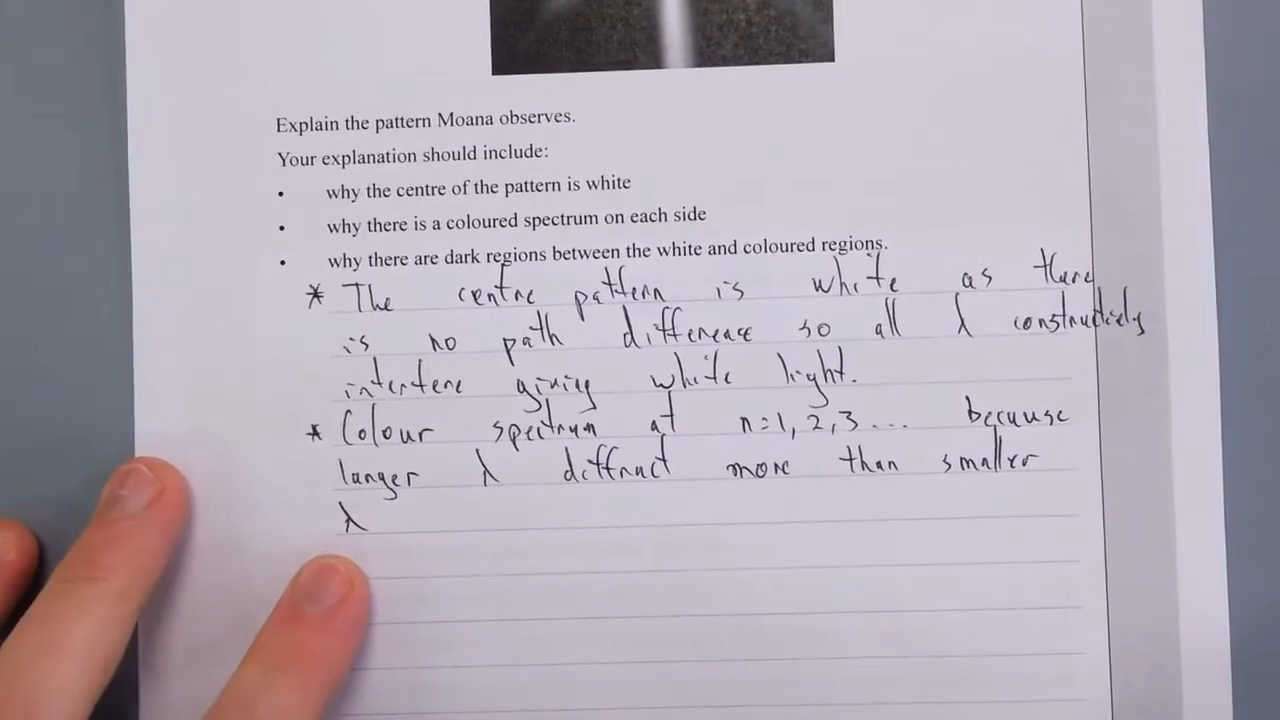 Explain the pattern Moana observes.
Your explanation should include:
• why the centre of the pattern is white
• why there is a coloured spectrum on each side
• why there are dark regions between the white and coloured regions.
* The centre pattern is white as there
is no path difference so all λ constructively
interfere giving white light.
* Colour spectrum at n=1, 2, 3... because
larger λ diffract more than smaller
λ